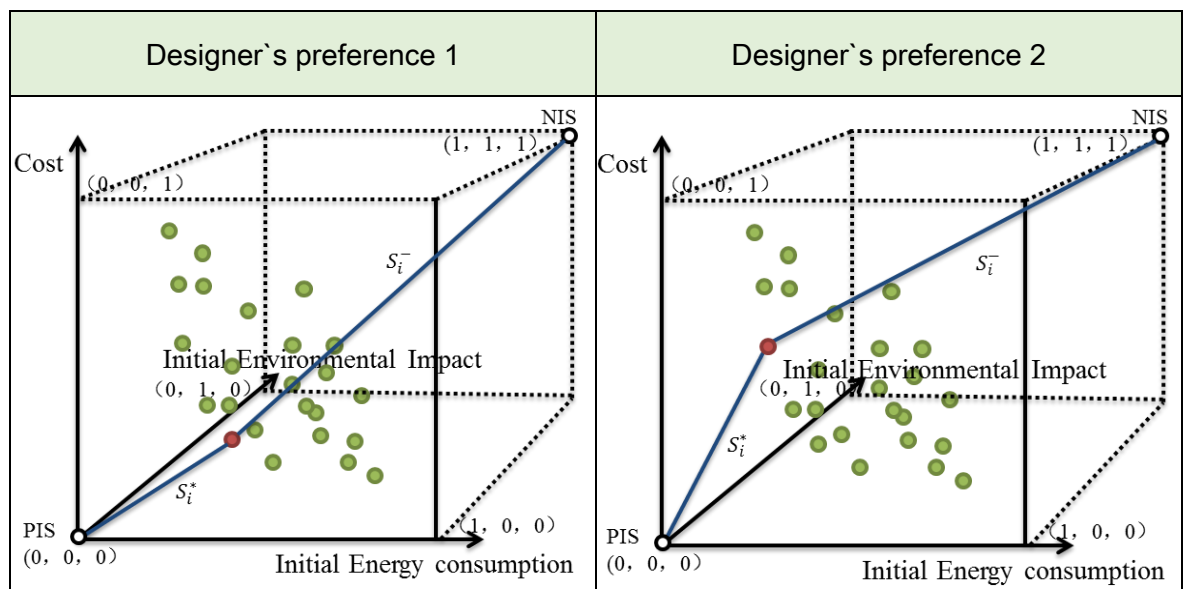 Designer`s preference 1
Designer`s preference 2
NIS
(1, 1, 1)
Cost
(0, 0, 1)
S_i^-
Initial Environmental Impact
(0, 1, 0)
S_i^*
PIS
(0, 0, 0)
(1, 0, 0)
Initial Energy consumption
NIS
(1, 1, 1)
Cost
(0, 0, 1)
S_i^-
Initial Environmental Impact
(0, 1, 0)
S_i^*
PIS
(0, 0, 0)
(1, 0, 0)
Initial Energy consumption